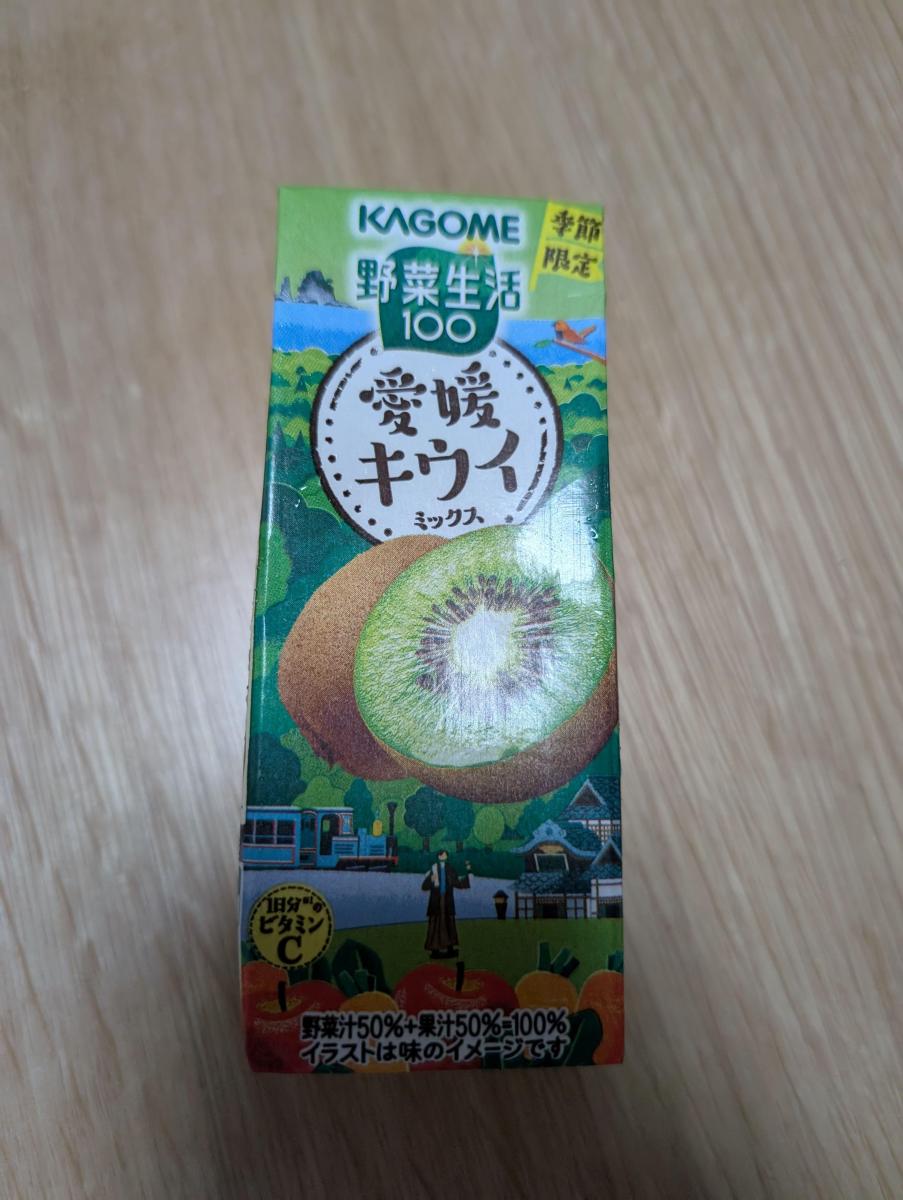 KAGOME
季節
限定
野菜生活
100
愛媛
キウイ
ミックス
1日分※1の
ビタミン
C
野菜汁50%+果汁50%=100%
イラストは味のイメージです